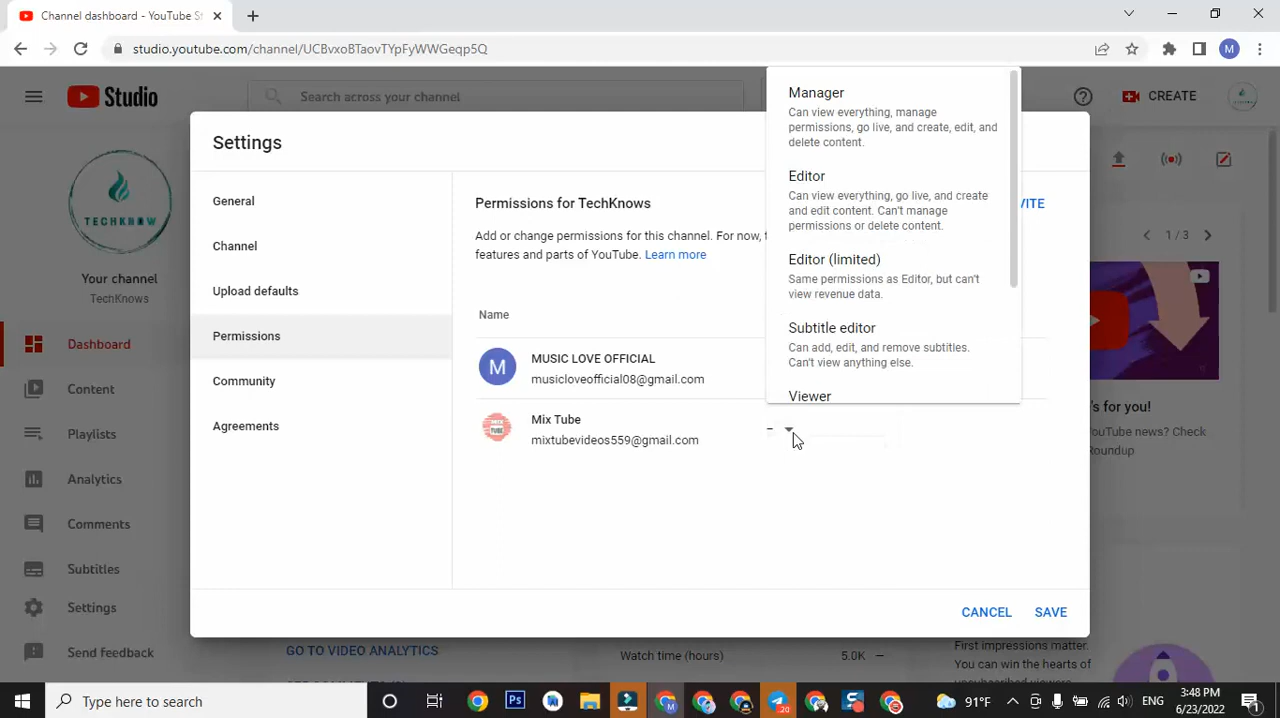 Channel dashboard - YouTube St
studio.youtube.com/channel/UCBvxoBTaovTYpFyWWGeqp5Q
M
Studio
Search across your channel
CREATE
TECHKNOW
Your channel
TechKnows
Dashboard
Content
Playlists
Analytics
Comments
Subtitles
Settings
Send feedback
Settings
General
Channel
Upload defaults
Permissions
Community
Agreements
Permissions for TechKnows
VITE
Add or change permissions for this channel. For now, t
features and parts of YouTube. Learn more
Name
M
MUSIC LOVE OFFICIAL
musicloveofficial08@gmail.com
MIX
TUBE
Mix Tube
mixtubevideos559@gmail.com
–
Manager
Can view everything, manage
permissions, go live, and create, edit, and
delete content.
Editor
Can view everything, go live, and create
and edit content. Can't manage
permissions or delete content.
Editor (limited)
Same permissions as Editor, but can't
view revenue data.
Subtitle editor
Can add, edit, and remove subtitles.
Can't view anything else.
Viewer
CANCEL
SAVE
1 / 3
's for you!
YouTube news? Check
Roundup
GO TO VIDEO ANALYTICS
Watch time (hours)
5.0K —
First impressions matter.
You can win the hearts of
Type here to search
Ps
20
91°F
ENG
3:48 PM
6/23/2022
1